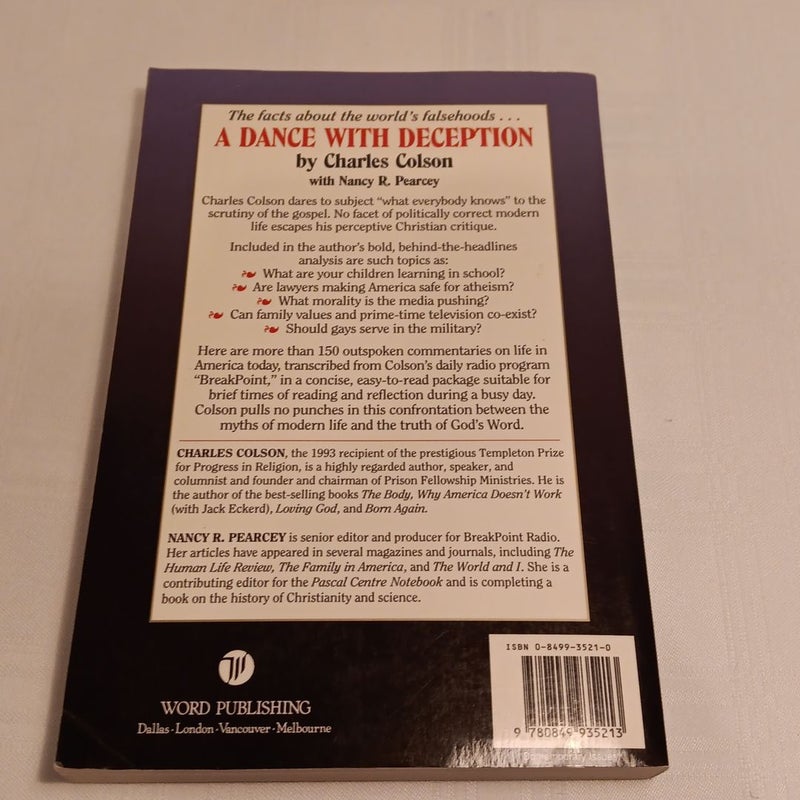 The facts about the world's falsehoods . . .
A DANCE WITH DECEPTION
by Charles Colson
with Nancy R. Pearcey
Charles Colson dares to subject "what everybody knows" to the
scrutiny of the gospel. No facet of politically correct modern
life escapes his perceptive Christian critique.
Included in the author's bold, behind-the-headlines
analysis are such topics as:
What are your children learning in school?
Are lawyers making America safe for atheism?
What morality is the media pushing?
Can family values and prime-time television co-exist?
Should gays serve in the military?
Here are more than 150 outspoken commentaries on life in
America today, transcribed from Colson's daily radio program
"BreakPoint," in a concise, easy-to-read package suitable for
brief times of reading and reflection during a busy day.
Colson pulls no punches in this confrontation between the
myths of modern life and the truth of God's Word.
CHARLES COLSON, the 1993 recipient of the prestigious Templeton Prize
for Progress in Religion, is a highly regarded author, speaker, and
columnist and founder and chairman of Prison Fellowship Ministries. He is
the author of the best-selling books The Body, Why America Doesn't Work
(with Jack Eckerd), Loving God, and Born Again.
NANCY R. PEARCEY is senior editor and producer for BreakPoint Radio.
Her articles have appeared in several magazines and journals, including The
Human Life Review, The Family in America, and The World and I. She is a
contributing editor for the Pascal Centre Notebook and is completing a
book on the history of Christianity and science.
W
WORD PUBLISHING
Dallas · London · Vancouver · Melbourne
ISBN 0-8499-3521-0
9 780849 935213
Contemporary Issues